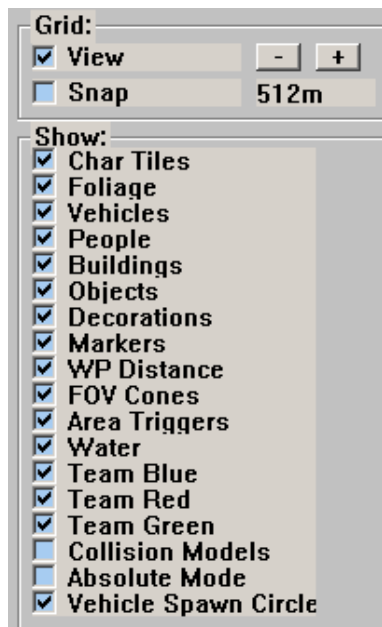 Grid:
View - +
Snap 512m
Show:
Char Tiles
Foliage
Vehicles
People
Buildings
Objects
Decorations
Markers
WP Distance
FOV Cones
Area Triggers
Water
Team Blue
Team Red
Team Green
Collision Models
Absolute Mode
Vehicle Spawn Circle